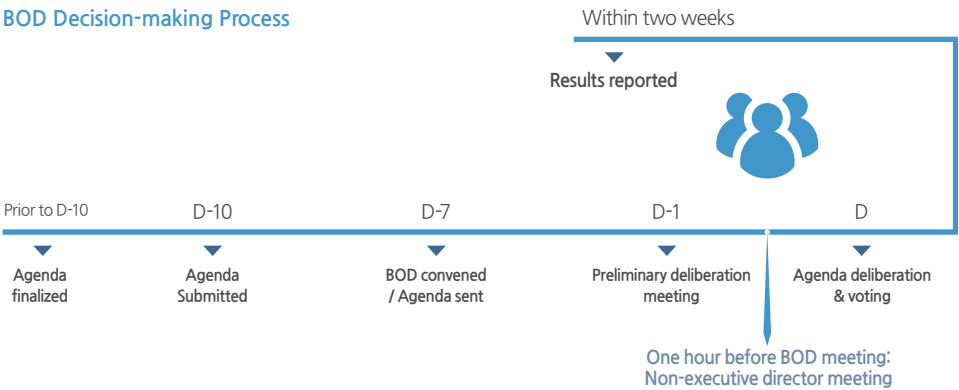 BOD Decision-making Process
Within two weeks
Results reported
Prior to D-10
D-10
D-7
D-1
D
Agenda
finalized
Agenda
Submitted
BOD convened
/ Agenda sent
Preliminary deliberation
meeting
Agenda deliberation
& voting
One hour before BOD meeting:
Non-executive director meeting